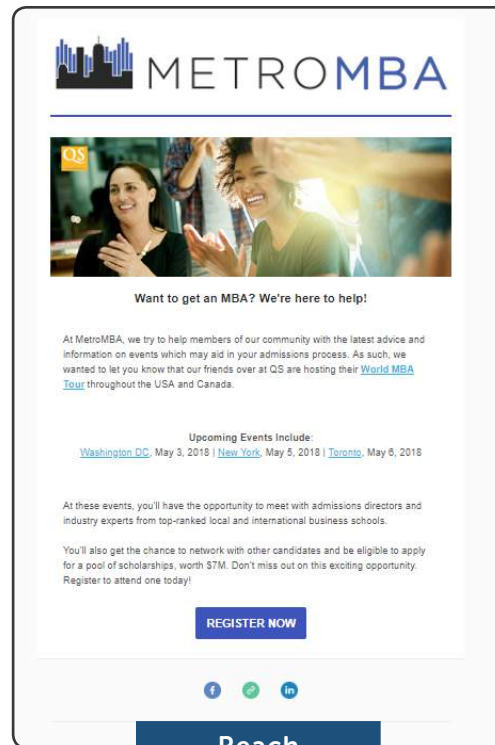 METROMBA
QS
Want to get an MBA? We're here to help!
At MetroMBA, we try to help members of our community with the latest advice and
information on events which may aid in your admissions process. As such, we
wanted to let you know that our friends over at QS are hosting their World MBA
Tour throughout the USA and Canada.
Upcoming Events Include:
Washington DC, May 3, 2018 | New York, May 5, 2018 | Toronto, May 6, 2018
At these events, you'll have the opportunity to meet with admissions directors and
industry experts from top-ranked local and international business schools.
You'll also get the chance to network with other candidates and be eligible to apply
for a pool of scholarships, worth $7M. Don't miss out on this exciting opportunity.
Register to attend one today!
REGISTER NOW
f
in
Reach